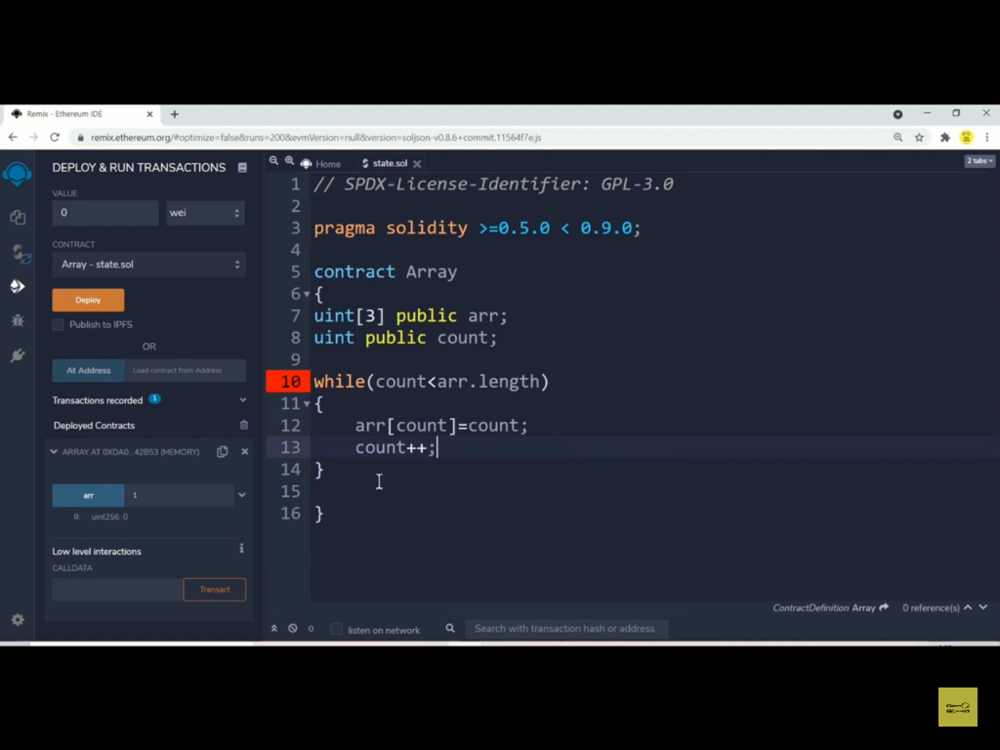 Remix - Ethereum IDE
remix.ethereum.org/#optimize=false&runs=200&evmVersion=null&version=soljson-v0.8.6+commit.11564f7e.js
DEPLOY & RUN TRANSACTIONS
VALUE
0 wei
CONTRACT
Array - state.sol
Deploy
Publish to IPFS
OR
At Address Load contract from Address
Transactions recorded 1
Deployed Contracts
ARRAY AT 0XDA0...42B53 (MEMORY)
arr 1
0: uint256: 0
Low level interactions i
CALLDATA
Transact
Home state.sol 2 tabs
1 // SPDX-License-Identifier: GPL-3.0
2
3 pragma solidity >=0.5.0 < 0.9.0;
4
5 contract Array
6 {
7 uint[3] public arr;
8 uint public count;
9
10 while(count<arr.length)
11 {
12 arr[count]=count;
13 count++;
14 }
15
16 }
ContractDefinition Array 0 reference(s)
0 listen on network Search with transaction hash or address